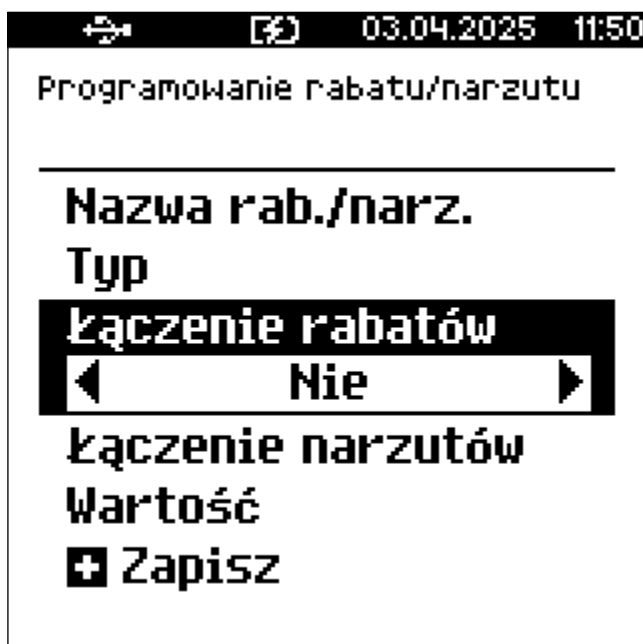 03.04.2025 11:50
Programowanie rabatu/narzutu
Nazwa rab./narz.
Typ
Łączenie rabatów
Nie
Łączenie narzutów
Wartość
Zapisz